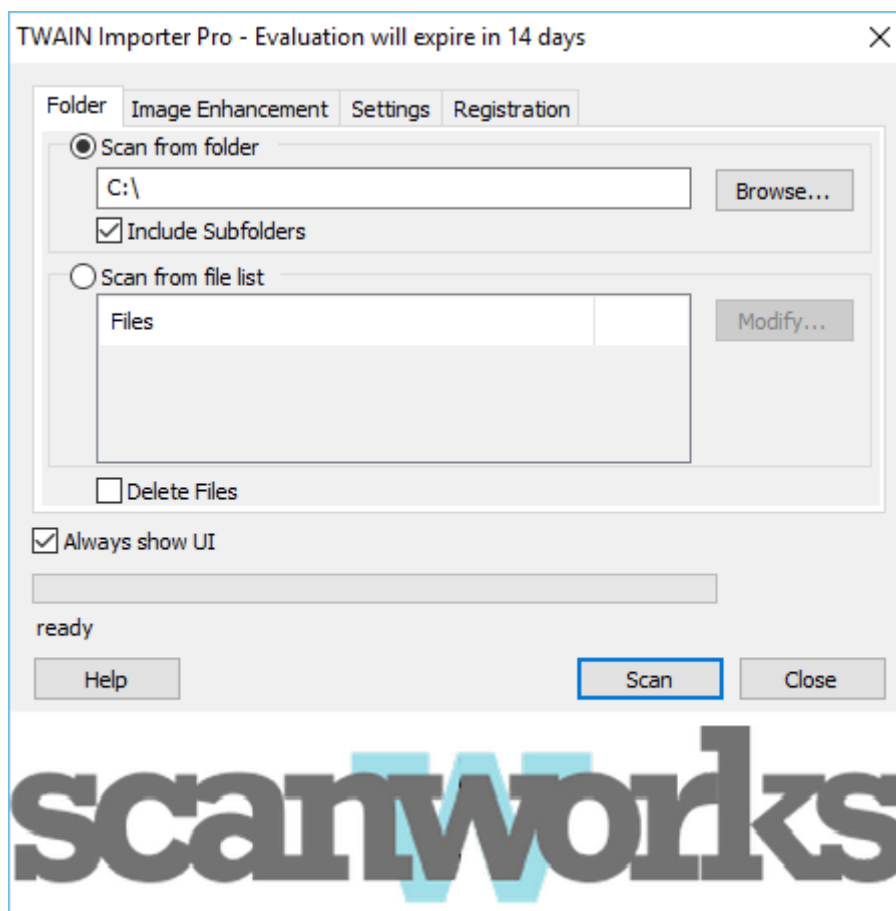 TWAIN Importer Pro - Evaluation will expire in 14 days
Folder Image Enhancement Settings Registration
Scan from folder
C:\ Browse...
Include Subfolders
Scan from file list
Files Modify...
Delete Files
Always show UI
ready
Help Scan Close
scanworks